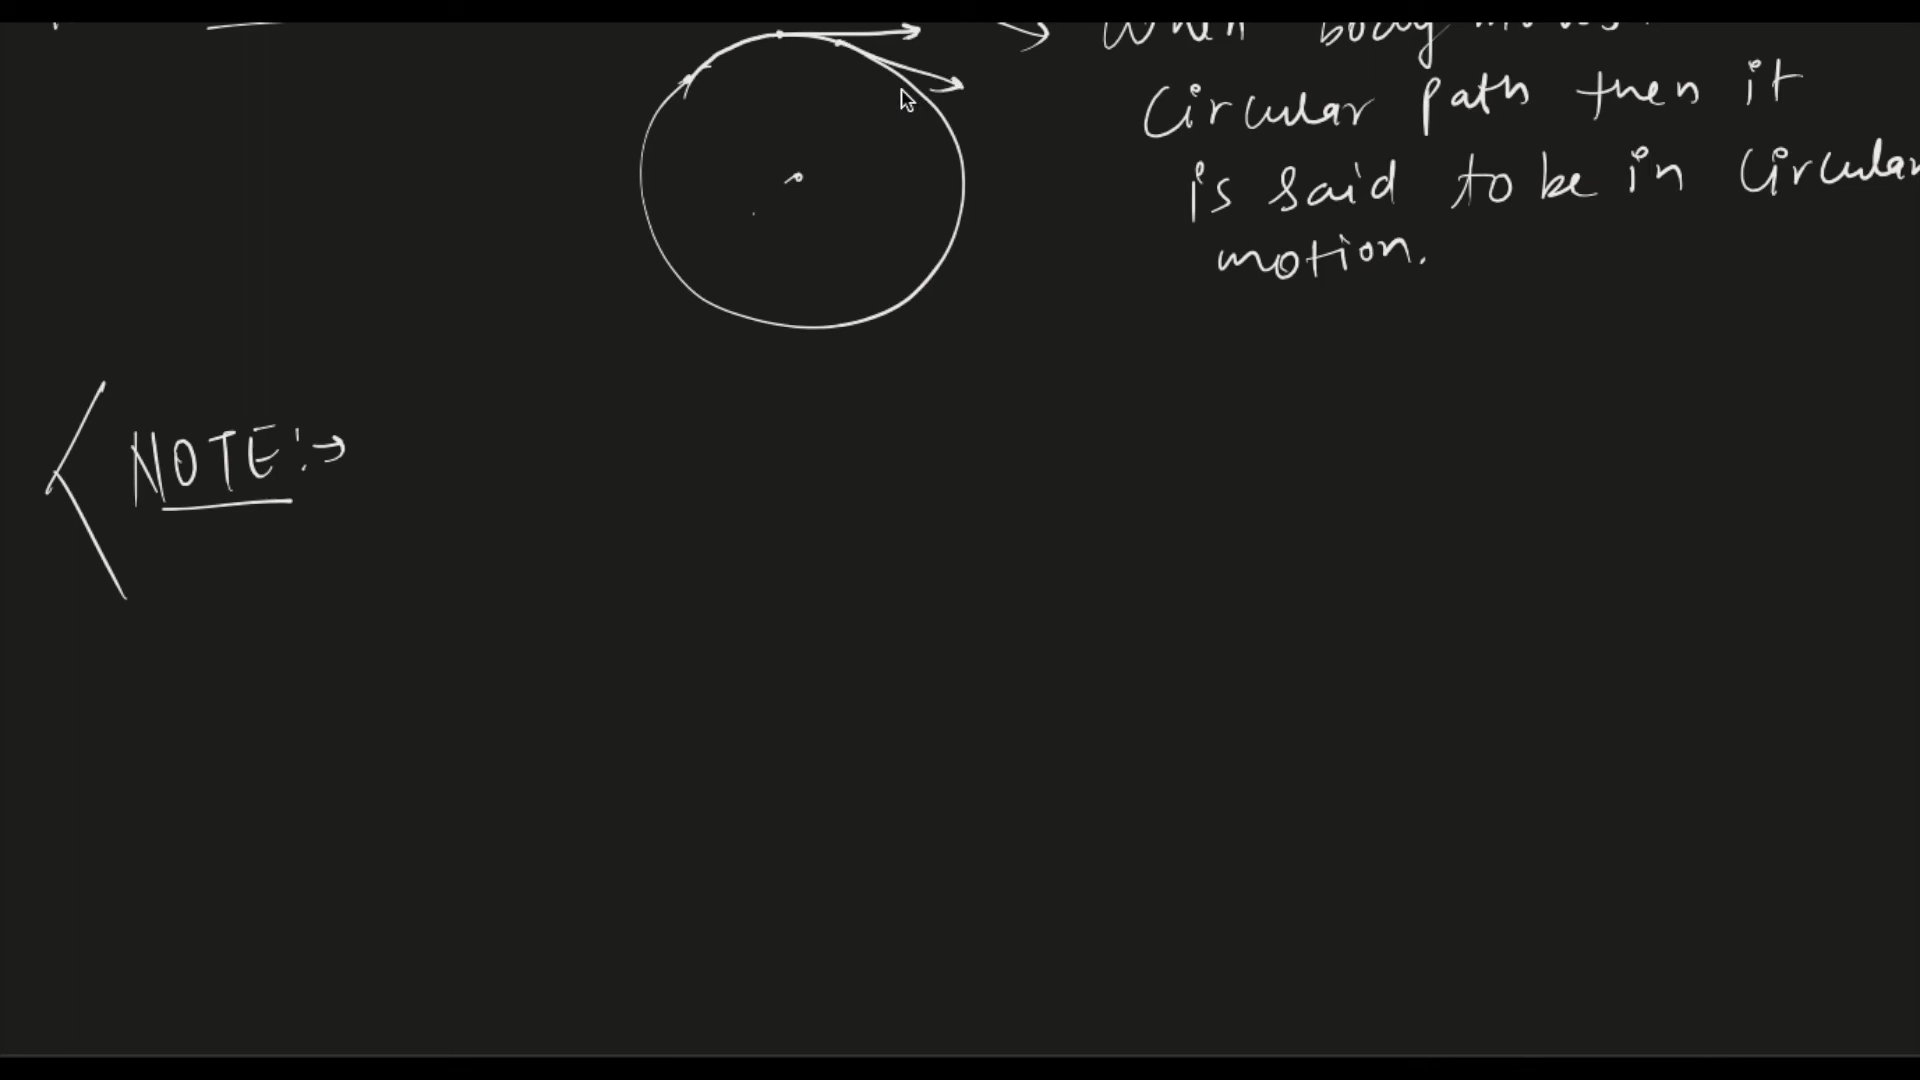 When body
Circular path then it
is said to be in Circular
motion.
NOTE:→